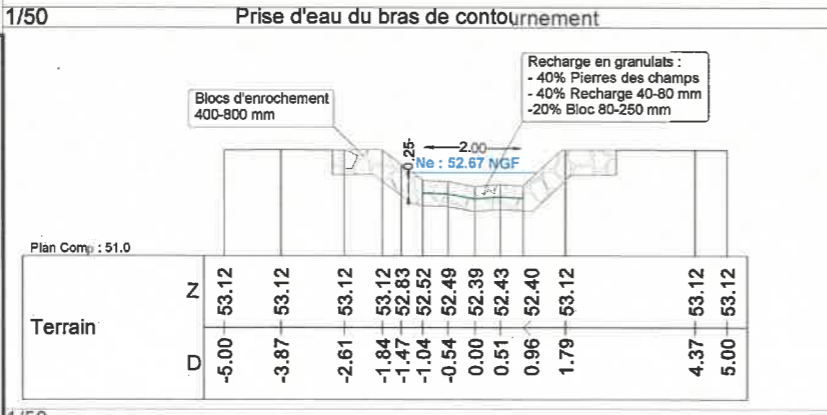 1/50
Prise d'eau du bras de contournement
Recharge en granulats :
- 40% Pierres des champs
- 40% Recharge 40-80 mm
-20% Bloc 80-250 mm
Blocs d'enrochement
400-800 mm
0.25
2.00
Ne : 52.67 NGF
Plan Comp : 51.0
Terrain
Z
53.12 53.12 53.12 53.12 52.83 52.52 52.49 52.39 52.43 52.40 53.12 53.12 53.12
D
-5.00 -3.87 -2.61 -1.84 -1.47 -1.04 -0.54 0.00 0.51 0.96 1.79 4.37 5.00